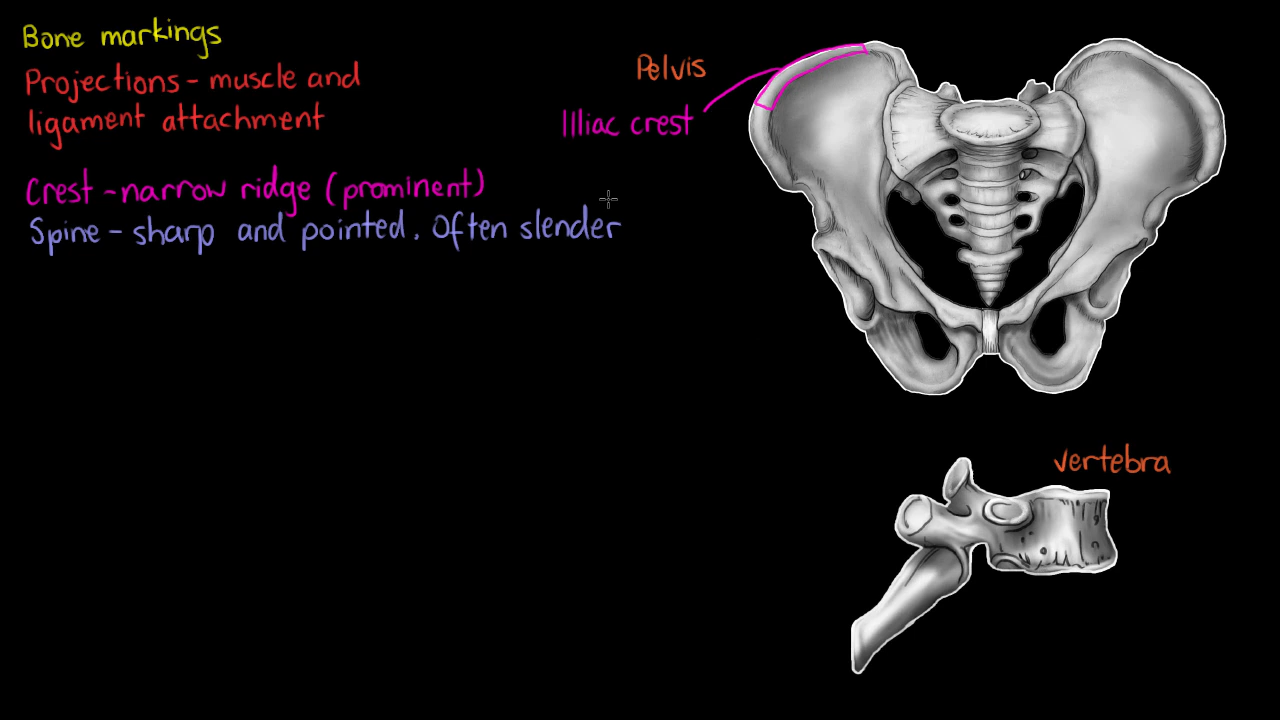 Bone markings
Projections - muscle and
ligament attachment
Crest - narrow ridge (prominent)
Spine - sharp and pointed. Often slender
Pelvis
Illiac crest
vertebra